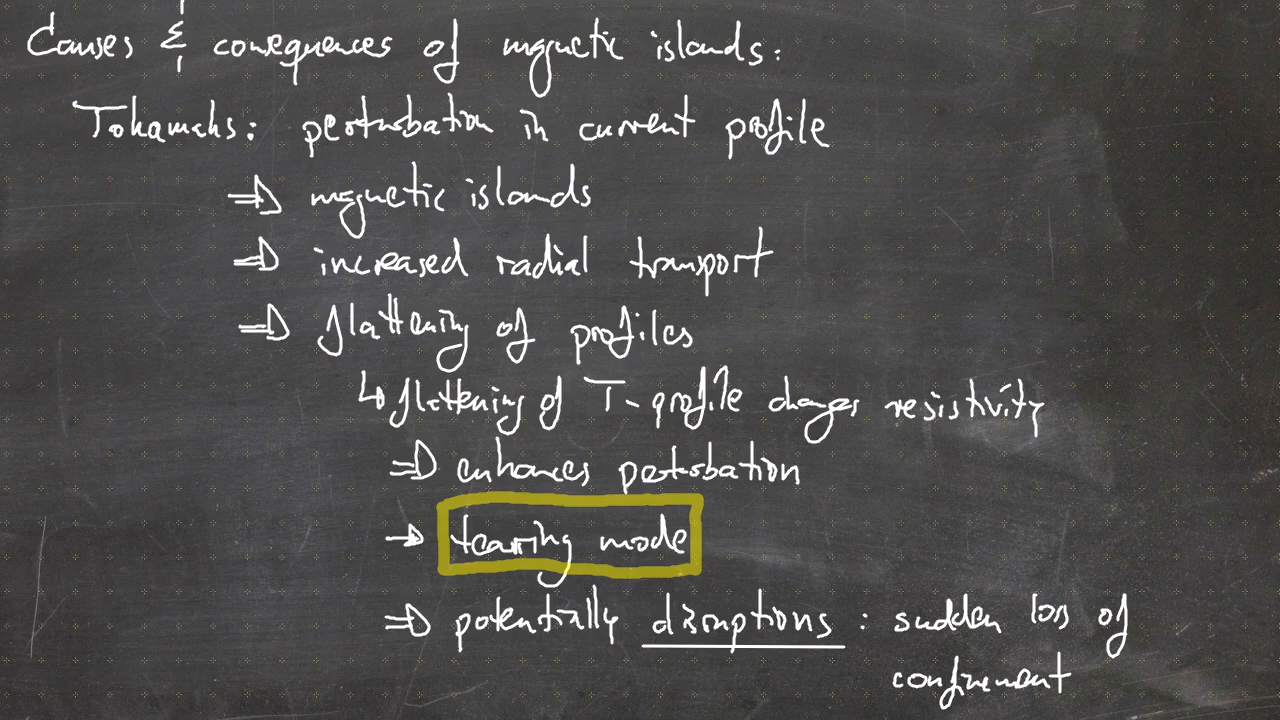 Causes & consequences of magnetic islands:
Tokamaks: perturbation in current profile
⇒ magnetic islands
⇒ increased radial transport
⇒ flattening of profiles
↳ flattening of T-profile changes resistivity
⇒ enhances perturbation
→ tearing mode
⇒ potentially disruptions : sudden loss of
confinement